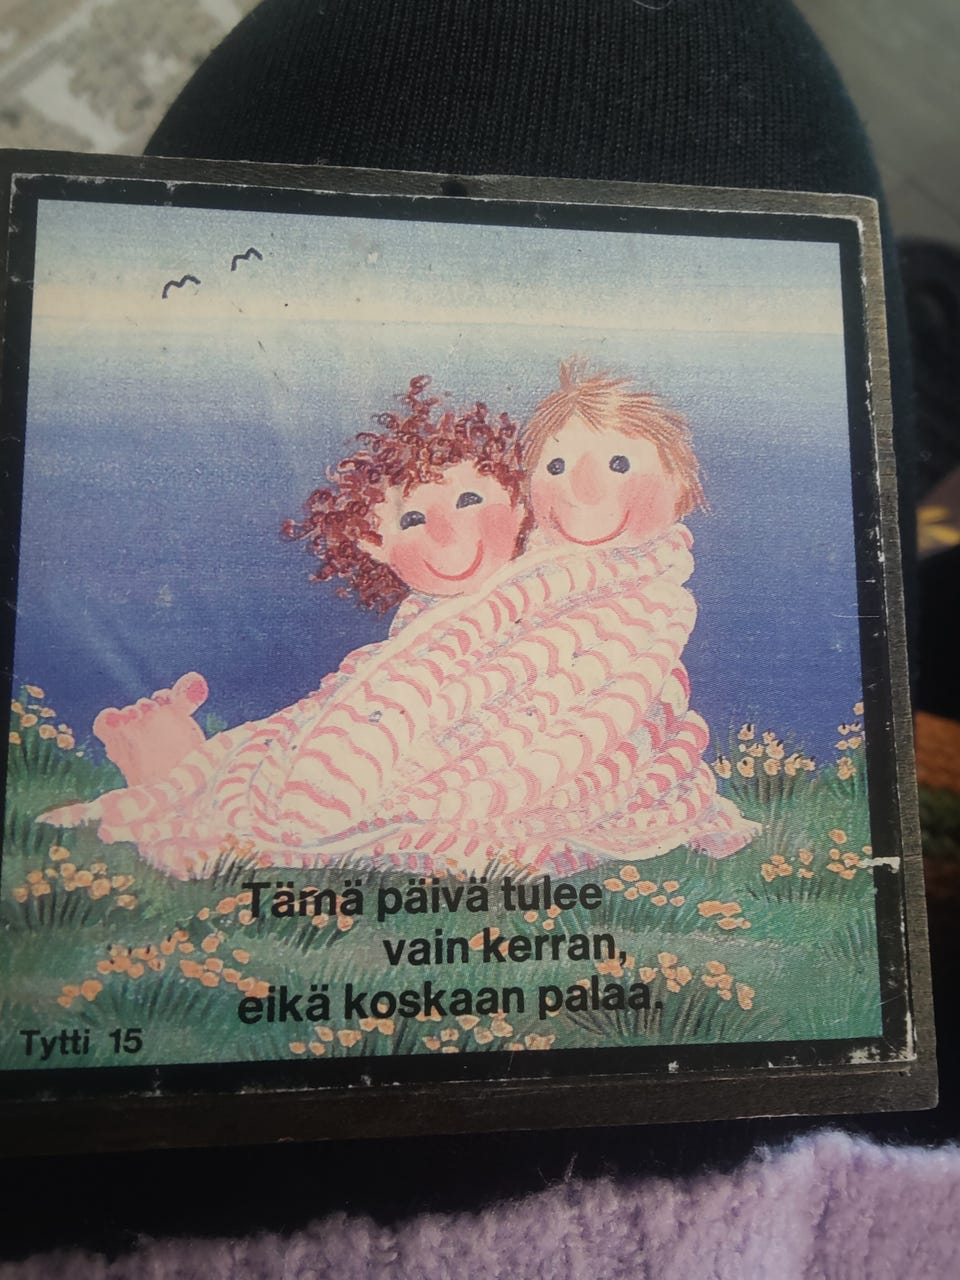 Tämä päivä tulee
vain kerran,
eikä koskaan palaa.
Tytti 15